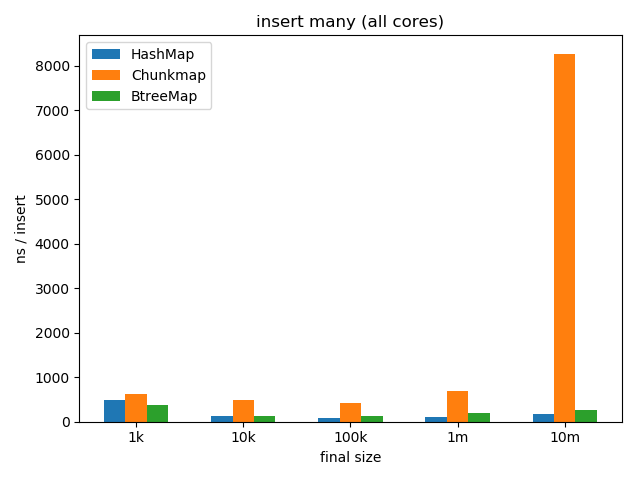 insert many (all cores)
HashMap
Chunkmap
BtreeMap
8000
7000
6000
5000
4000
3000
2000
1000
0
ns / insert
1k 10k 100k 1m 10m
final size